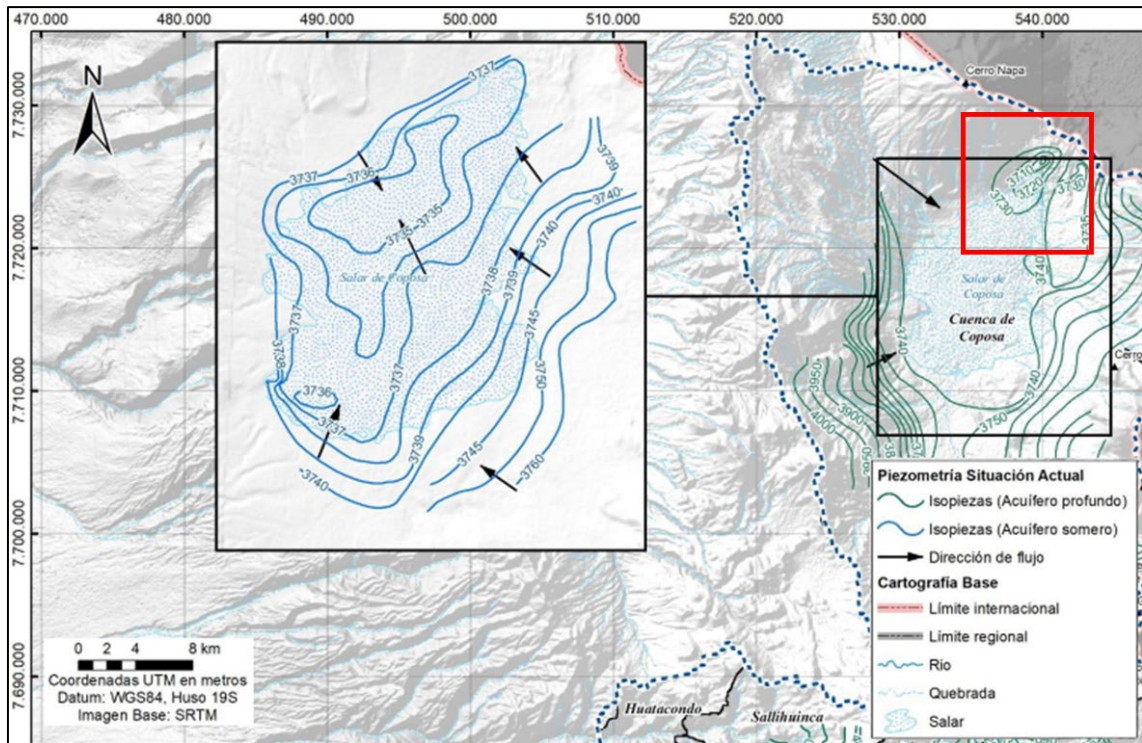 470.000 480.000 490.000 500.000 510.000 520.000 530.000 540.000
7.730.000
7.720.000
7.710.000
7.700.000
7.690.000
N
3737
3737
3736
3735
3735
Salar de Coposa
3739
3740
3740
3738
3739
3745
3750
3737
3738
3736
3737
3737
3739
3740
3745
3760
Cerro Napa
3710
3720
3730
3730
3735
3740
Salar de
Coposa
Cuenca de
Coposa
3740
3740
3750
3950
3900
4000
3950
Cerro
0 2 4 8 km
Coordenadas UTM en metros
Datum: WGS84, Huso 19S
Imagen Base: SRTM
Huatacondo
Sallihuinca
Piezometría Situación Actual
Isopiezas (Acuífero profundo)
Isopiezas (Acuífero somero)
Dirección de flujo
Cartografía Base
Límite internacional
Límite regional
Rio
Quebrada
Salar